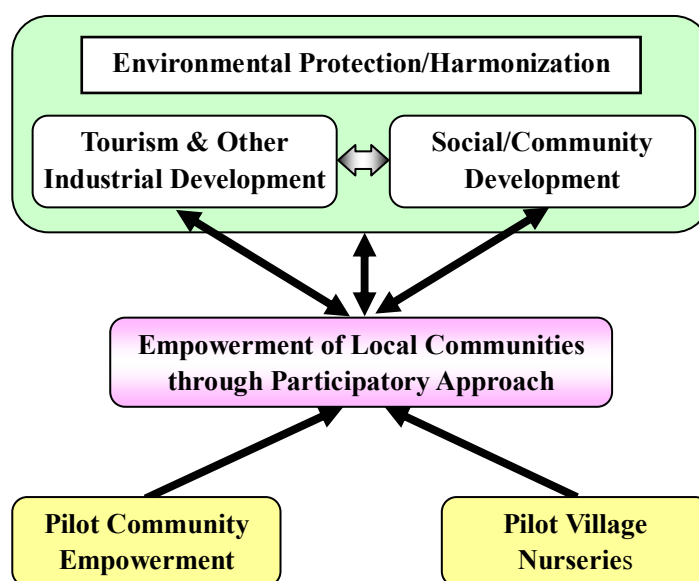 Environmental Protection/Harmonization
Tourism & Other
Industrial Development
Social/Community
Development
Empowerment of Local Communities
through Participatory Approach
Pilot Community
Empowerment
Pilot Village
Nurseries